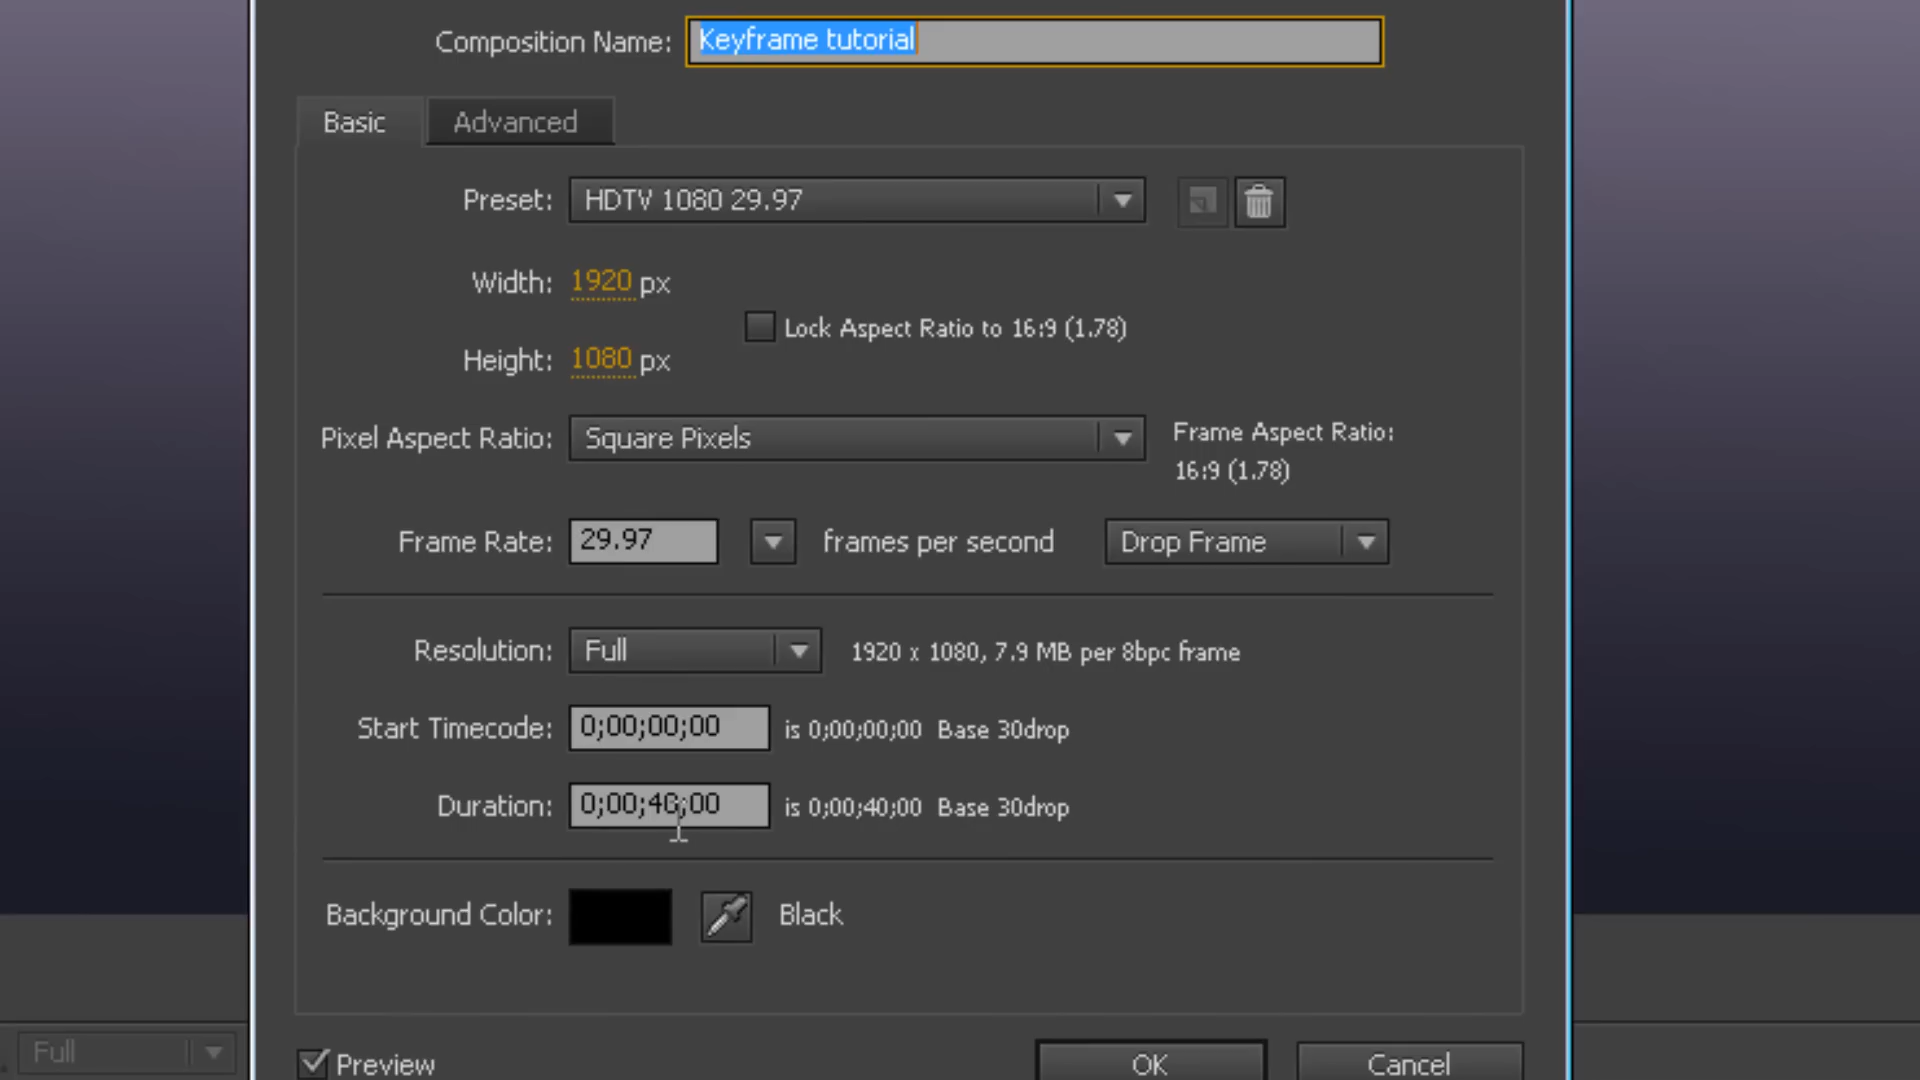 Composition Name: Keyframe tutorial
Basic Advanced
Preset: HDTV 1080 29.97
Width: 1920 px
Lock Aspect Ratio to 16:9 (1.78)
Height: 1080 px
Pixel Aspect Ratio: Square Pixels
Frame Aspect Ratio:
16:9 (1.78)
Frame Rate: 29.97 frames per second Drop Frame
Resolution: Full 1920 x 1080, 7.9 MB per 8bpc frame
Start Timecode: 0;00;00;00 is 0;00;00;00 Base 30drop
Duration: 0;00;40;00 is 0;00;40;00 Base 30drop
Background Color: Black
Full
Preview OK Cancel